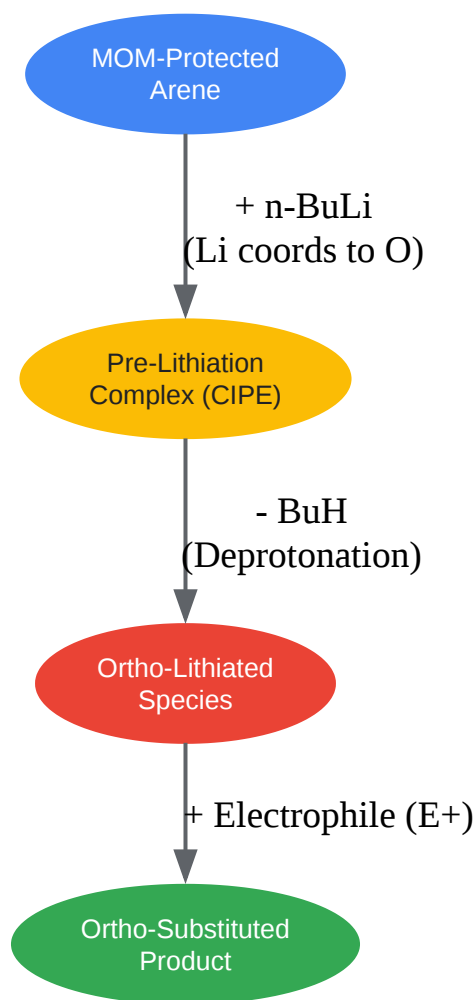 MOM-Protected
Arene
+ n-BuLi
(Li coords to O)
Pre-Lithiation
Complex (CIPE)
- BuH
(Deprotonation)
Ortho-Lithiated
Species
+ Electrophile (E+)
Ortho-Substituted
Product